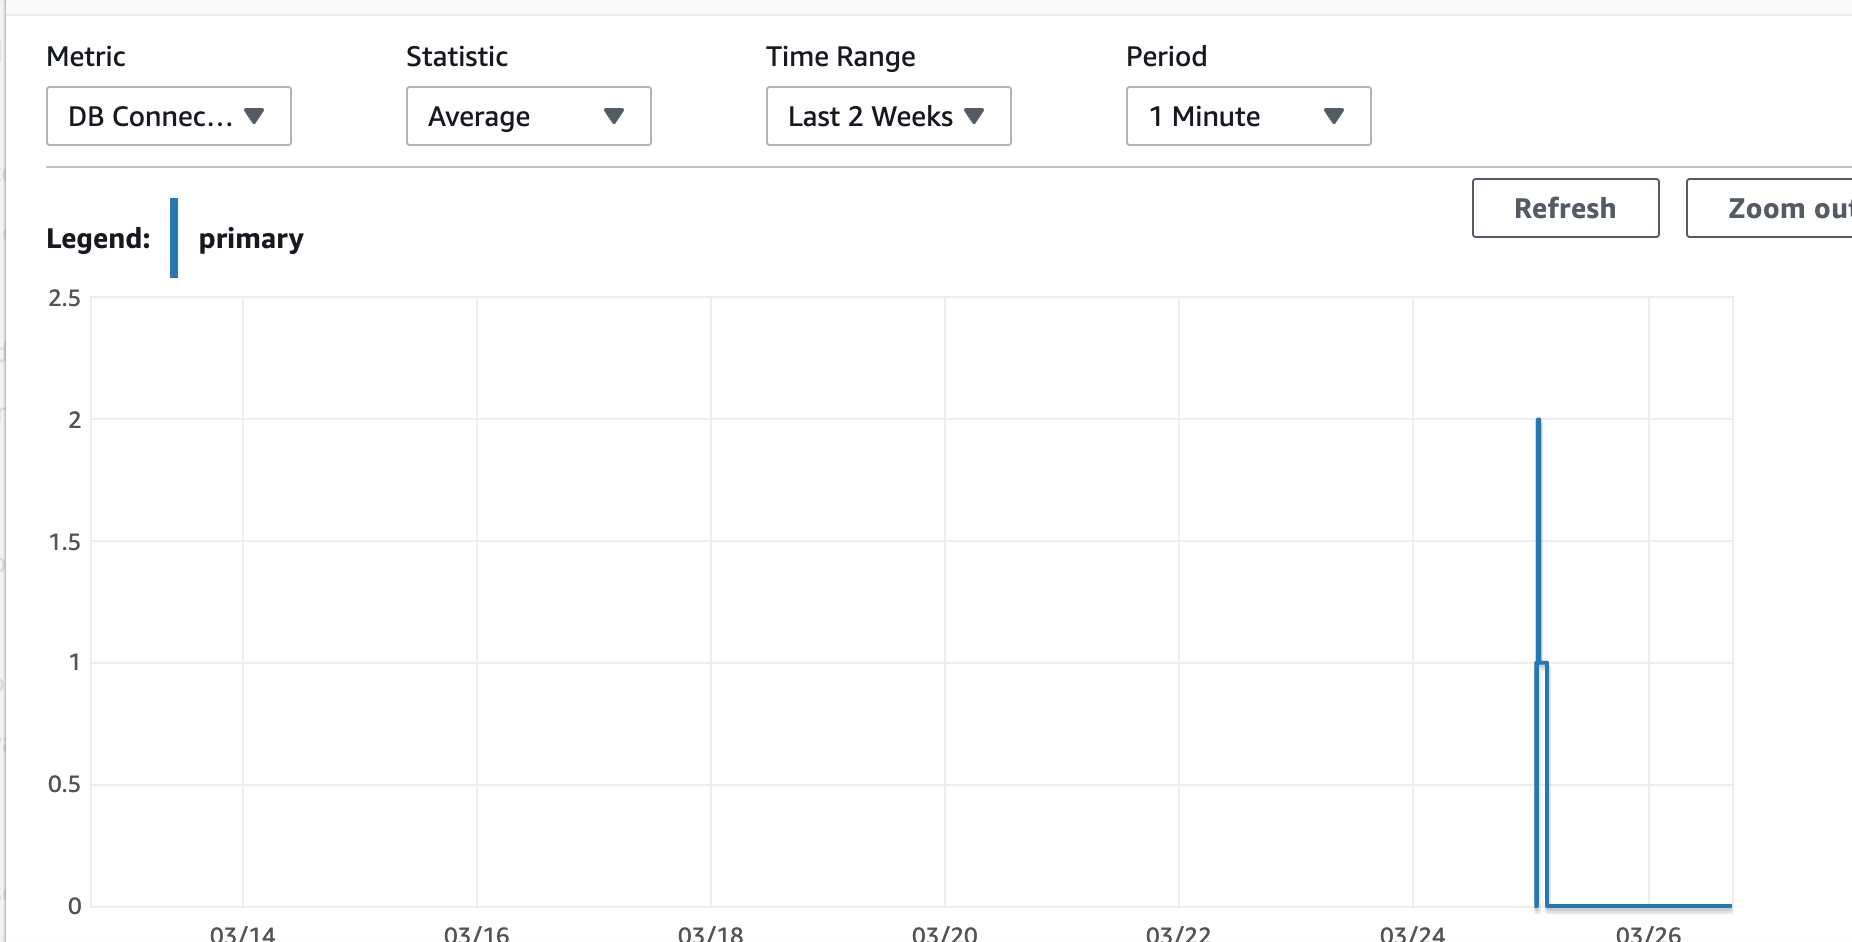 Metric Statistic Time Range Period
DB Connec... Average Last 2 Weeks 1 Minute
Refresh Zoom out
Legend: primary
2.5
2
1.5
1
0.5
0
03/14 03/16 03/18 03/20 03/22 03/24 03/26